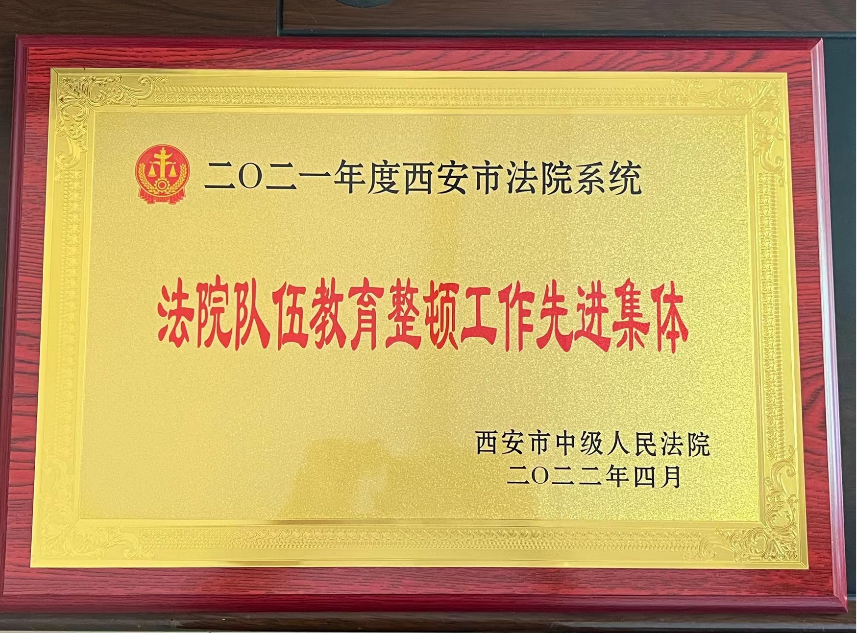 二〇二一年度西安市法院系统
法院队伍教育整顿工作先进集体
西安市中级人民法院
二〇二二年四月